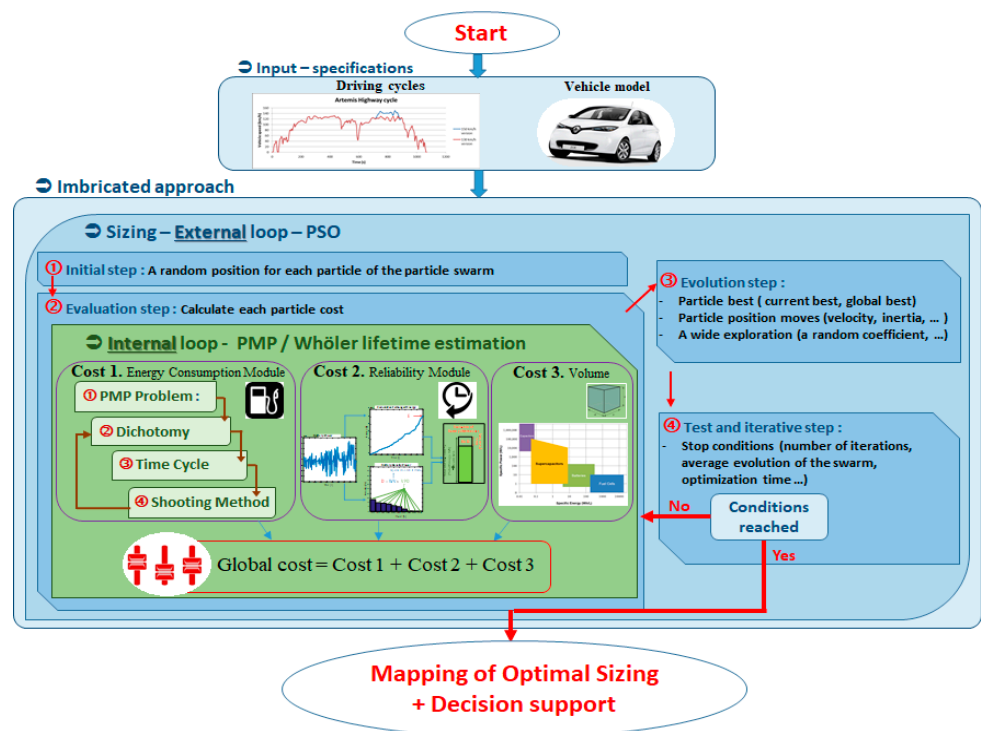 Start
➲ Input – specifications
Driving cycles
Vehicle model
Artemis Highway cycle
Time (s)
➲ Imbricated approach
➲ Sizing – External loop – PSO
① Initial step : A random position for each particle of the particle swarm
② Evaluation step : Calculate each particle cost
➲ Internal loop - PMP / Whöler lifetime estimation
Cost 1. Energy Consumption Module
① PMP Problem :
② Dichotomy
③ Time Cycle
④ Shooting Method
Cost 2. Reliability Module
Cost 3. Volume
Supercapacitors
Fuel Cells
Specific Energy (Wh/L)
Global cost = Cost 1 + Cost 2 + Cost 3
③ Evolution step :
- Particle best ( current best, global best)
- Particle position moves (velocity, inertia, ... )
- A wide exploration (a random coefficient, ...)
④ Test and iterative step :
- Stop conditions (number of iterations,
average evolution of the swarm,
optimization time ...)
Conditions
reached
No
Yes
Mapping of Optimal Sizing
+ Decision support